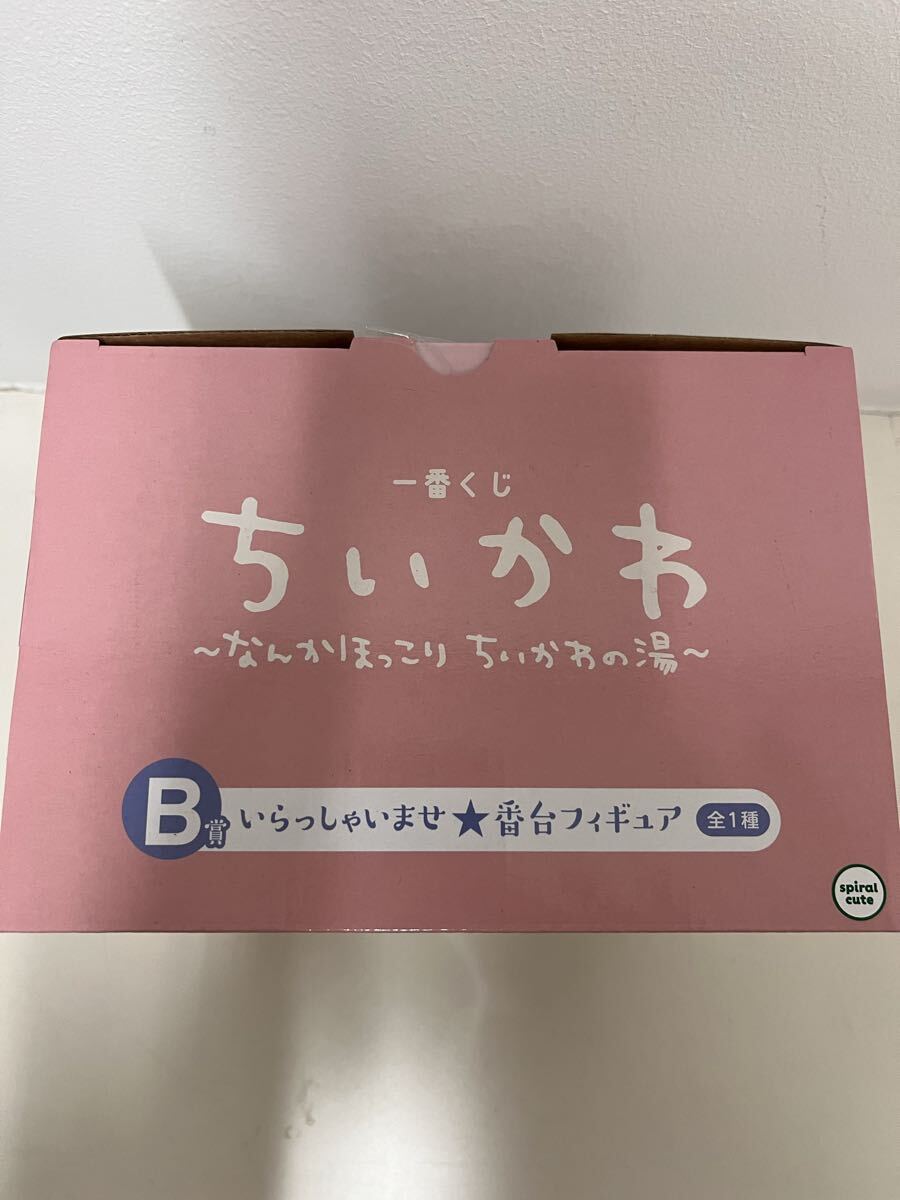 一番くじ
ちいかわ
~なんかほっこり ちいかわの湯~
B賞 いらっしゃいませ★番台フィギュア 全1種
spiral
cute